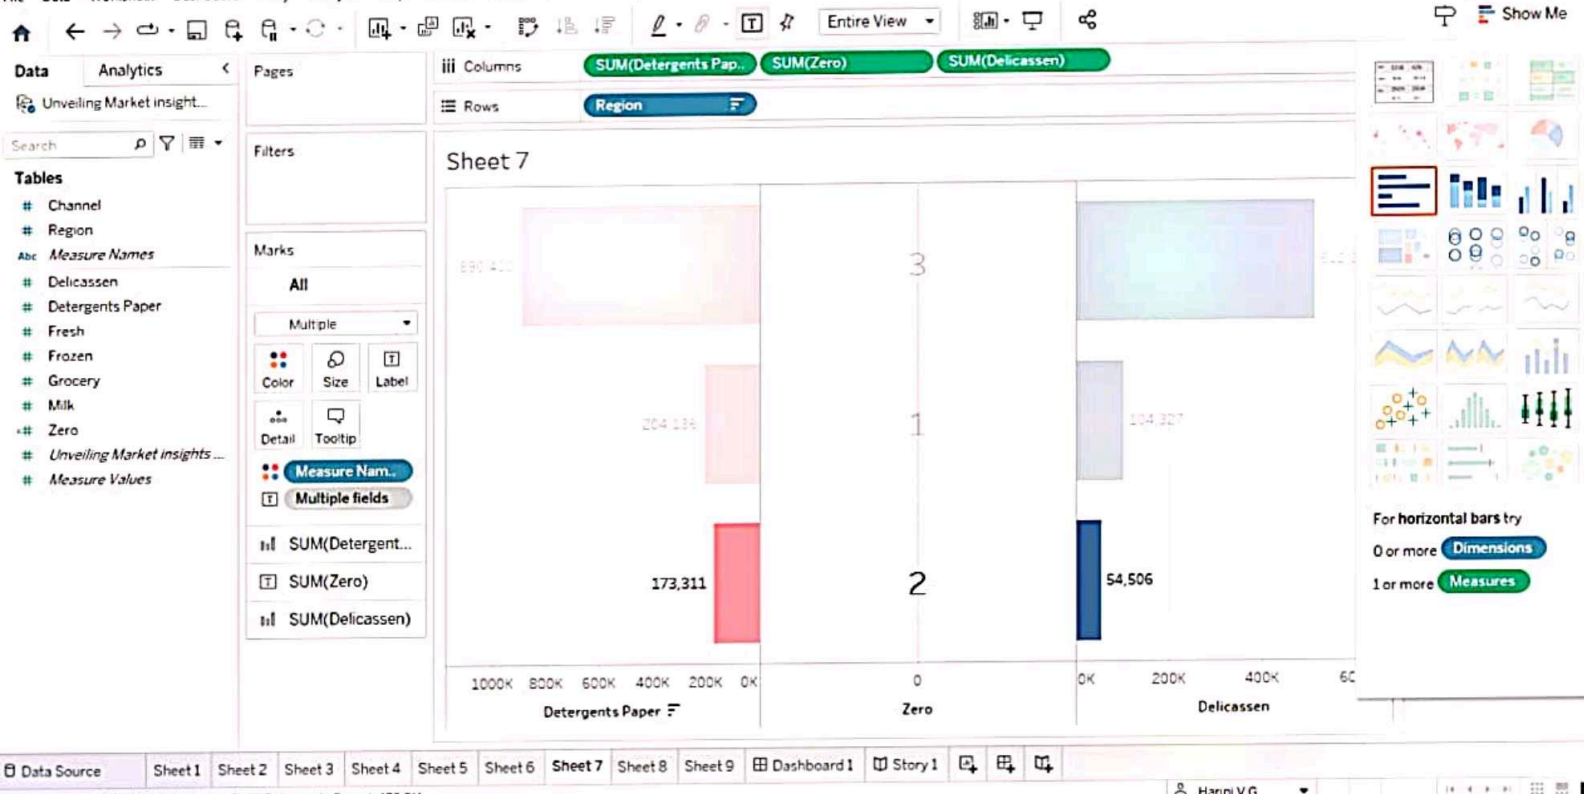 Show Me
Entire View
Data
Analytics
Unveiling Market insight...
Search
Tables
Channel
Region
Abc Measure Names
Delicassen
Detergents Paper
Fresh
Frozen
Grocery
Milk
Zero
Unveiling Market insights ...
Measure Values
Pages
Filters
Marks
All
Multiple
Color
Size
Label
Detail
Tooltip
Measure Nam..
Multiple fields
SUM(Detergent...
SUM(Zero)
SUM(Delicassen)
Columns
SUM(Detergents Pap..
SUM(Zero)
SUM(Delicassen)
Rows
Region
Sheet 7
3
204,136
1
104,327
173,311
2
54,506
1000K 800K 600K 400K 200K 0K
0
0K 200K 400K
Detergents Paper
Zero
Delicassen
For horizontal bars try
0 or more Dimensions
1 or more Measures
Data Source
Sheet 1
Sheet 2
Sheet 3
Sheet 4
Sheet 5
Sheet 6
Sheet 7
Sheet 8
Sheet 9
Dashboard 1
Story 1
Harini V G